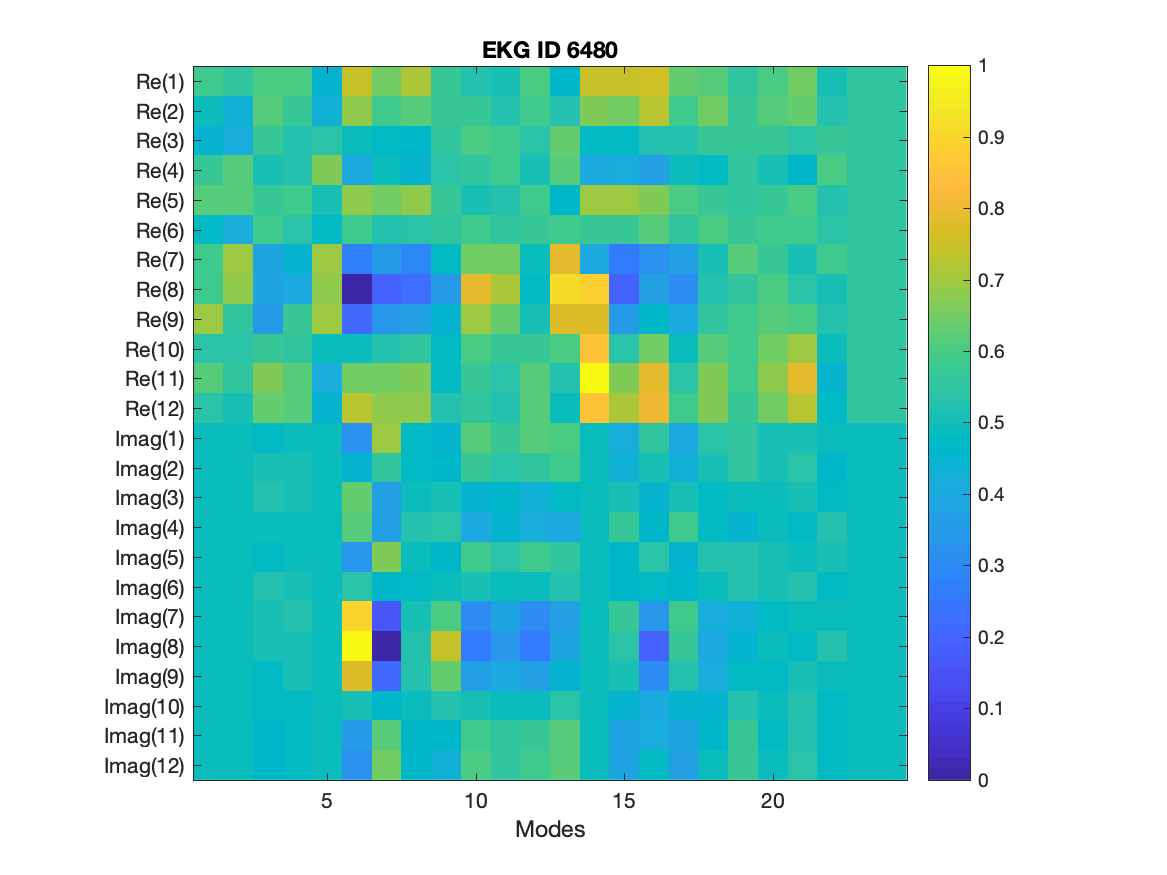 EKG ID 6480
Re(1)
Re(2)
Re(3)
Re(4)
Re(5)
Re(6)
Re(7)
Re(8)
Re(9)
Re(10)
Re(11)
Re(12)
Imag(1)
Imag(2)
Imag(3)
Imag(4)
Imag(5)
Imag(6)
Imag(7)
Imag(8)
Imag(9)
Imag(10)
Imag(11)
Imag(12)
5 10 15 20
Modes
1
0.9
0.8
0.7
0.6
0.5
0.4
0.3
0.2
0.1
0